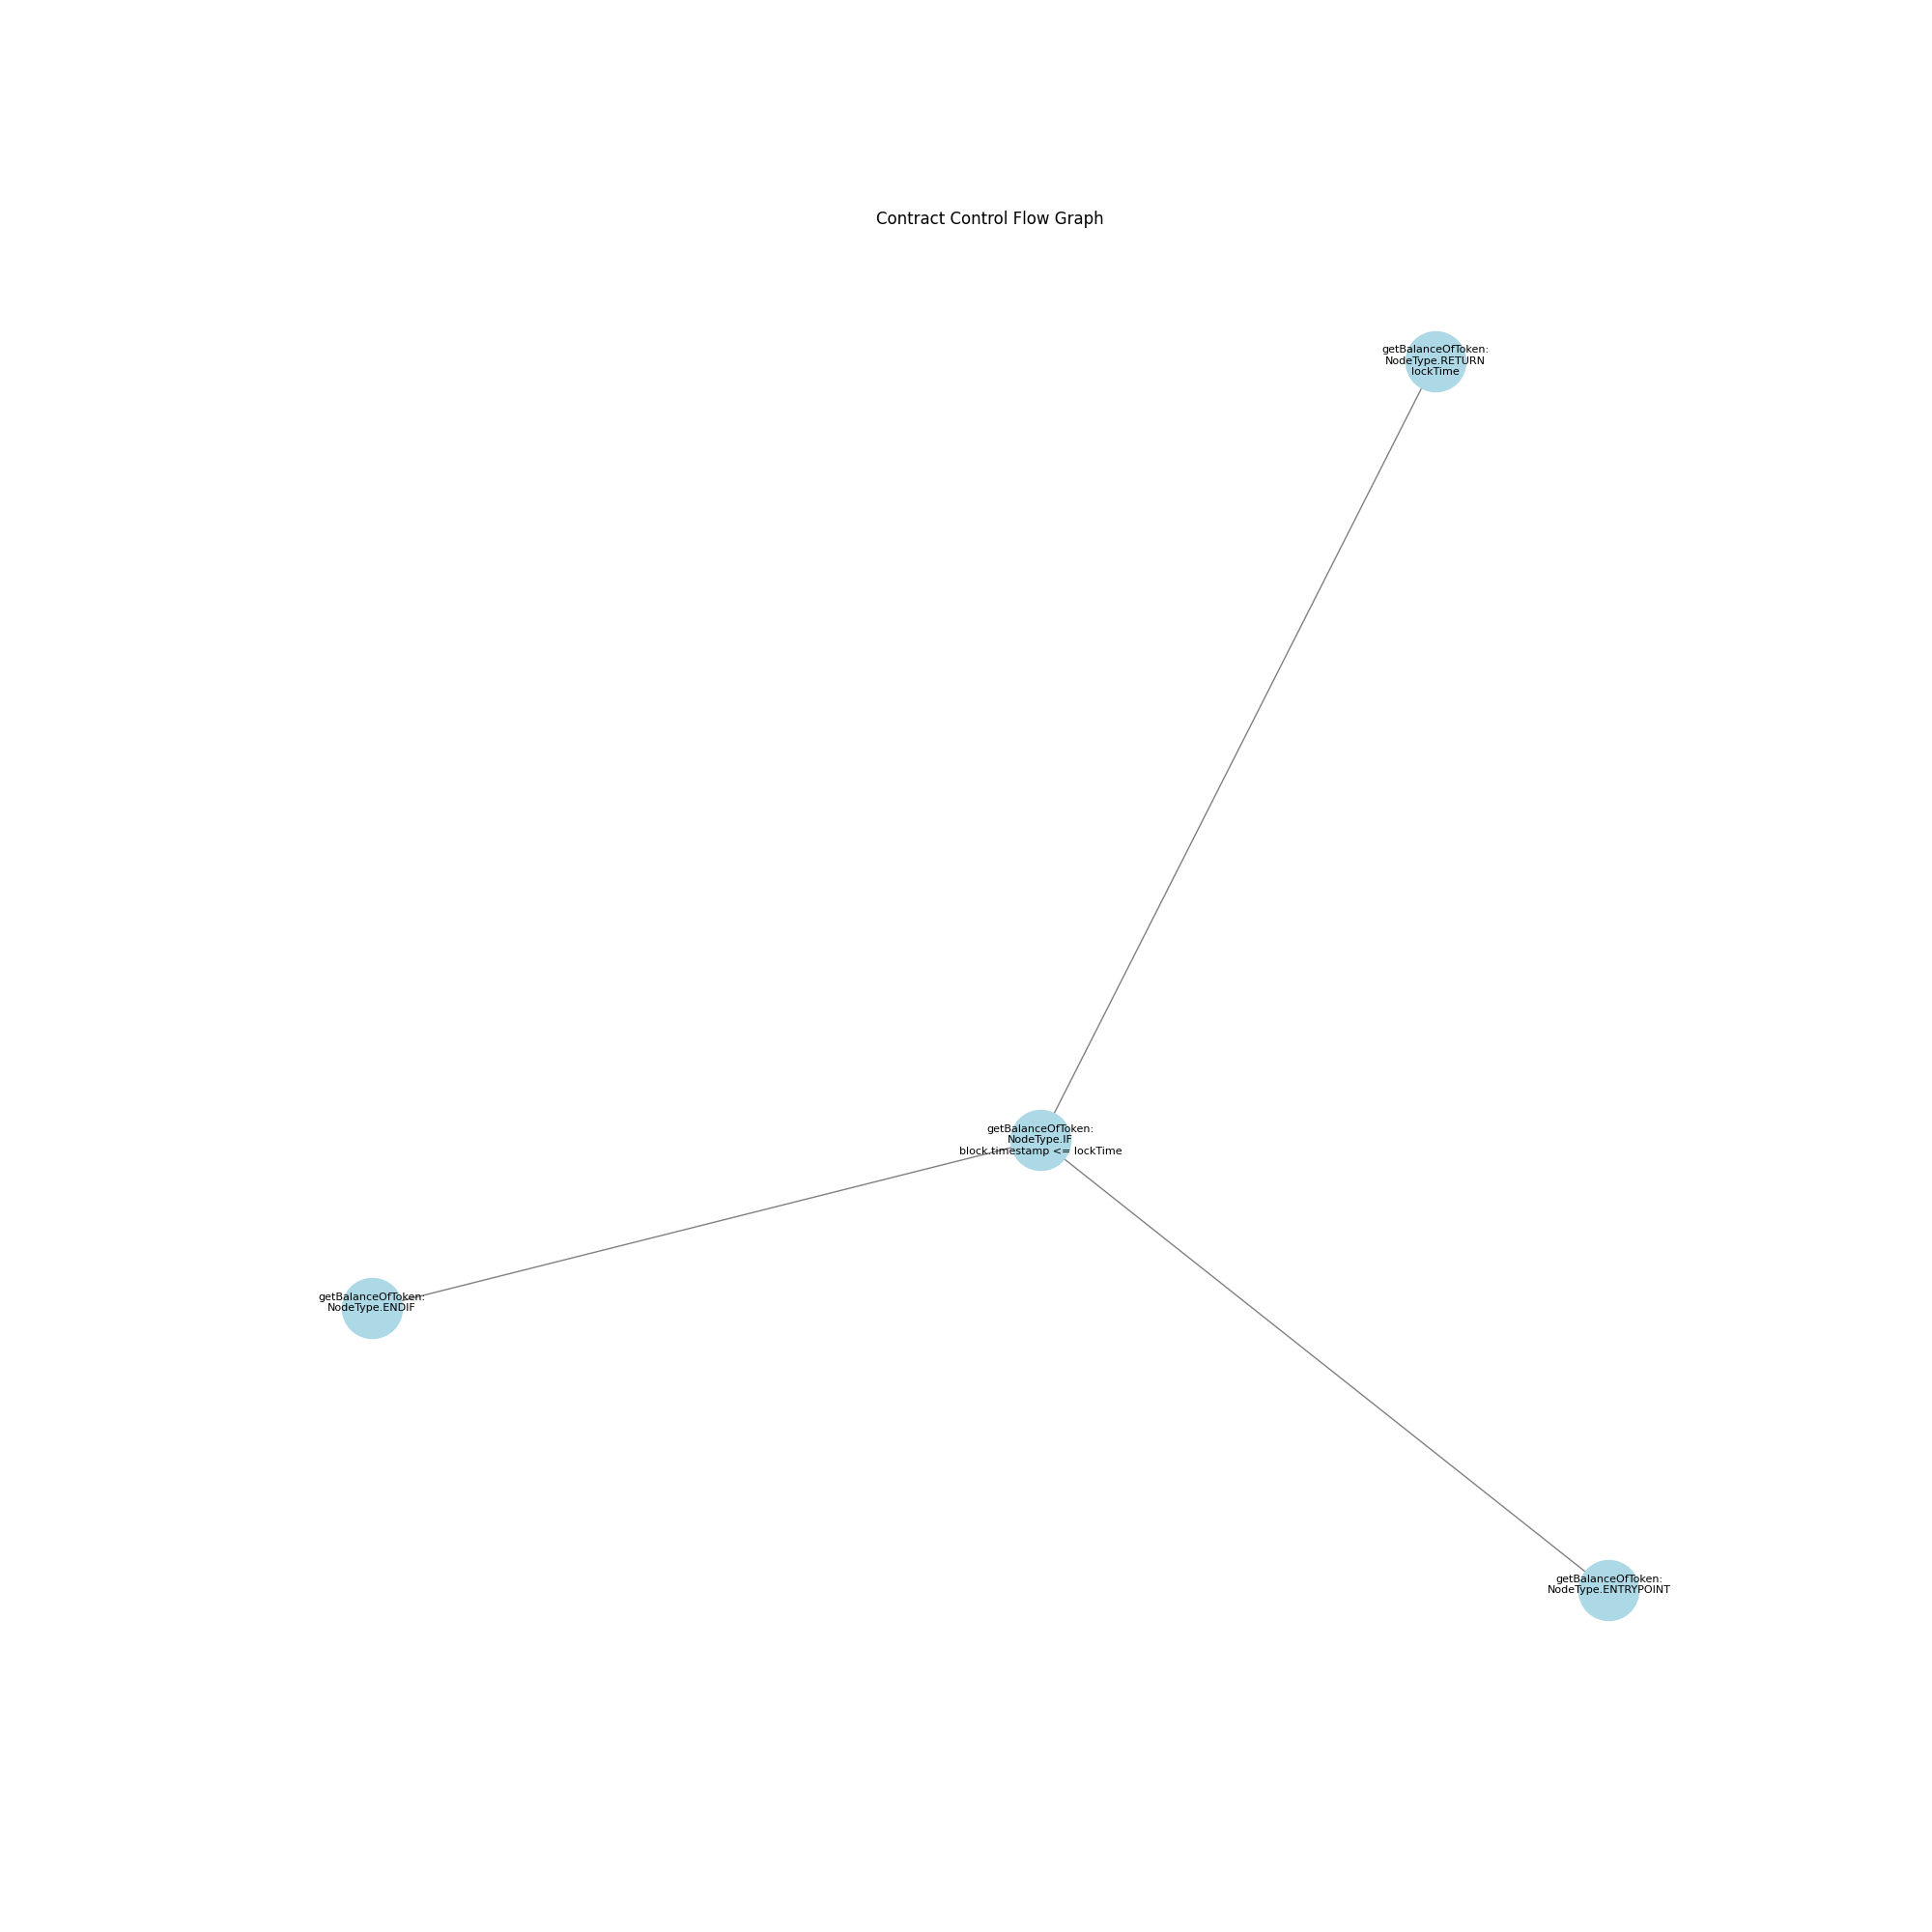 Contract Control Flow Graph
getBalanceOfToken:
NodeType.RETURN
lockTime
getBalanceOfToken:
NodeType.IF
block.timestamp <= lockTime
getBalanceOfToken:
NodeType.ENDIF
getBalanceOfToken:
NodeType.ENTRYPOINT